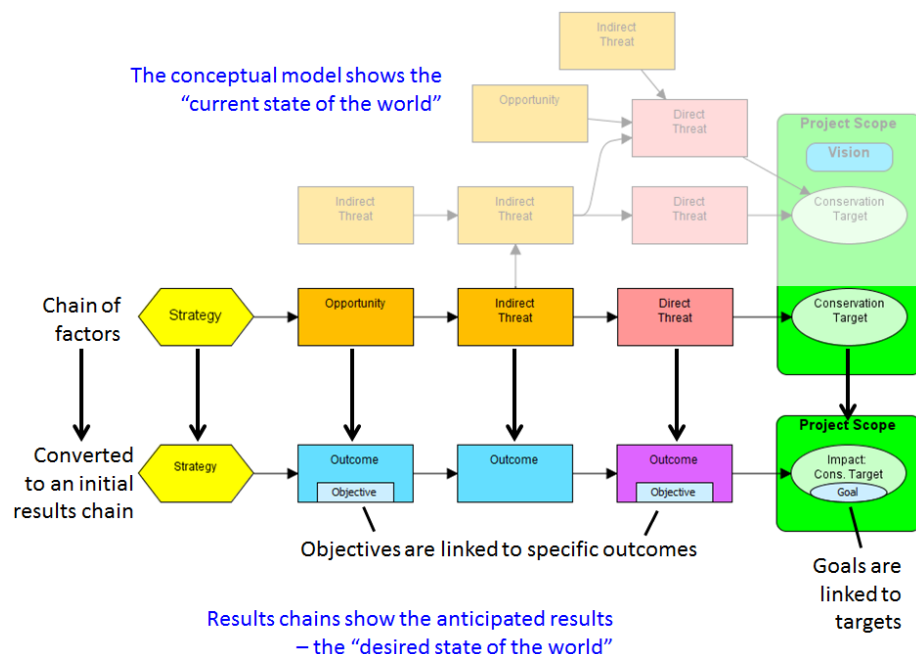 Indirect
Threat
The conceptual model shows the
“current state of the world”
Opportunity
Direct
Threat
Project Scope
Vision
Indirect
Threat
Indirect
Threat
Direct
Threat
Conservation
Target
Chain of
factors
Strategy
Opportunity
Indirect
Threat
Direct
Threat
Conservation
Target
Project Scope
Converted
to an initial
results chain
Strategy
Outcome
Objective
Outcome
Outcome
Objective
Impact:
Cons. Target
Goal
Objectives are linked to specific outcomes
Goals are
linked to
targets
Results chains show the anticipated results
– the “desired state of the world”